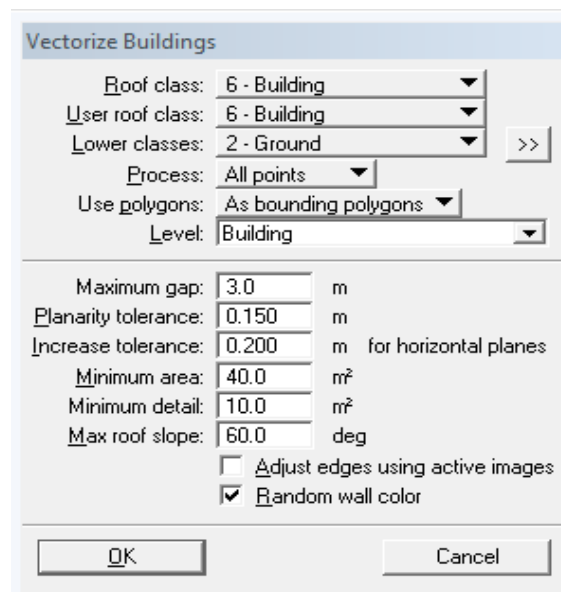 Vectorize Buildings
Roof class: 6 - Building
User roof class: 6 - Building
Lower classes: 2 - Ground >>
Process: All points
Use polygons: As bounding polygons
Level: Building
Maximum gap: 3.0 m
Planarity tolerance: 0.150 m
Increase tolerance: 0.200 m for horizontal planes
Minimum area: 40.0 m²
Minimum detail: 10.0 m²
Max roof slope: 60.0 deg
Adjust edges using active images
Random wall color
OK Cancel